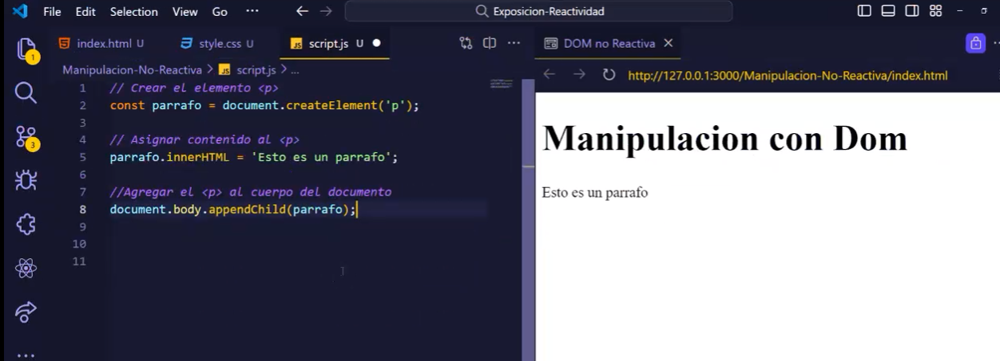 File Edit Selection View Go ··· Exposicion-Reactividad
index.html U style.css U JS script.js U DOM no Reactiva
Manipulacion-No-Reactiva > JS script.js > ...
http://127.0.0.1:3000/Manipulacion-No-Reactiva/index.html
1
3
1 // Crear el elemento <p>
2 const parrafo = document.createElement('p');
3
4 // Asignar contenido al <p>
5 parrafo.innerHTML = 'Esto es un parrafo';
6
7 //Agregar el <p> al cuerpo del documento
8 document.body.appendChild(parrafo);
9
10
11
Manipulacion con Dom
Esto es un parrafo